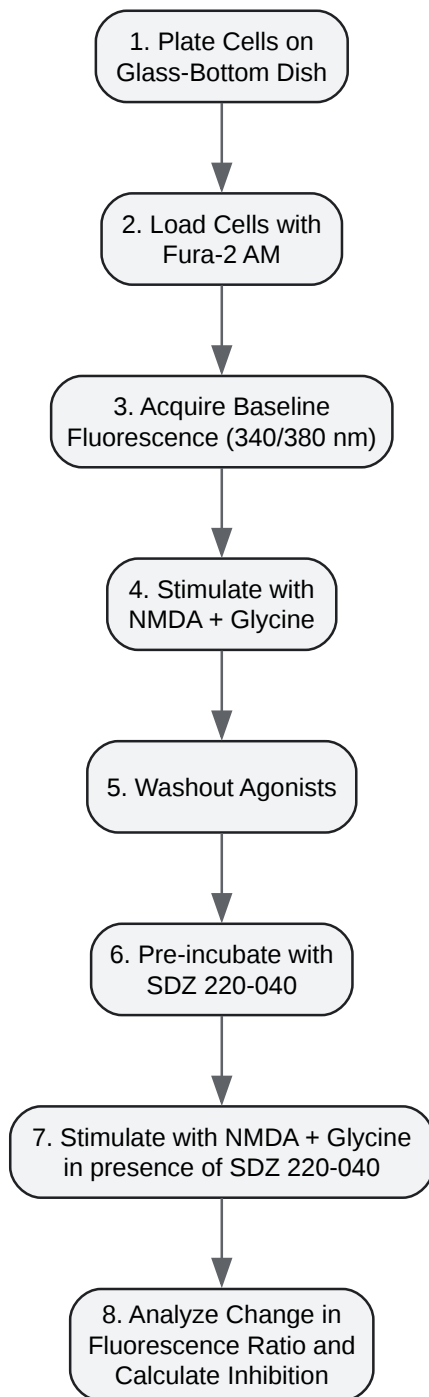 1. Plate Cells on
Glass-Bottom Dish
2. Load Cells with
Fura-2 AM
3. Acquire Baseline
Fluorescence (340/380 nm)
4. Stimulate with
NMDA + Glycine
5. Washout Agonists
6. Pre-incubate with
SDZ 220-040
7. Stimulate with NMDA + Glycine
in presence of SDZ 220-040
8. Analyze Change in
Fluorescence Ratio and
Calculate Inhibition